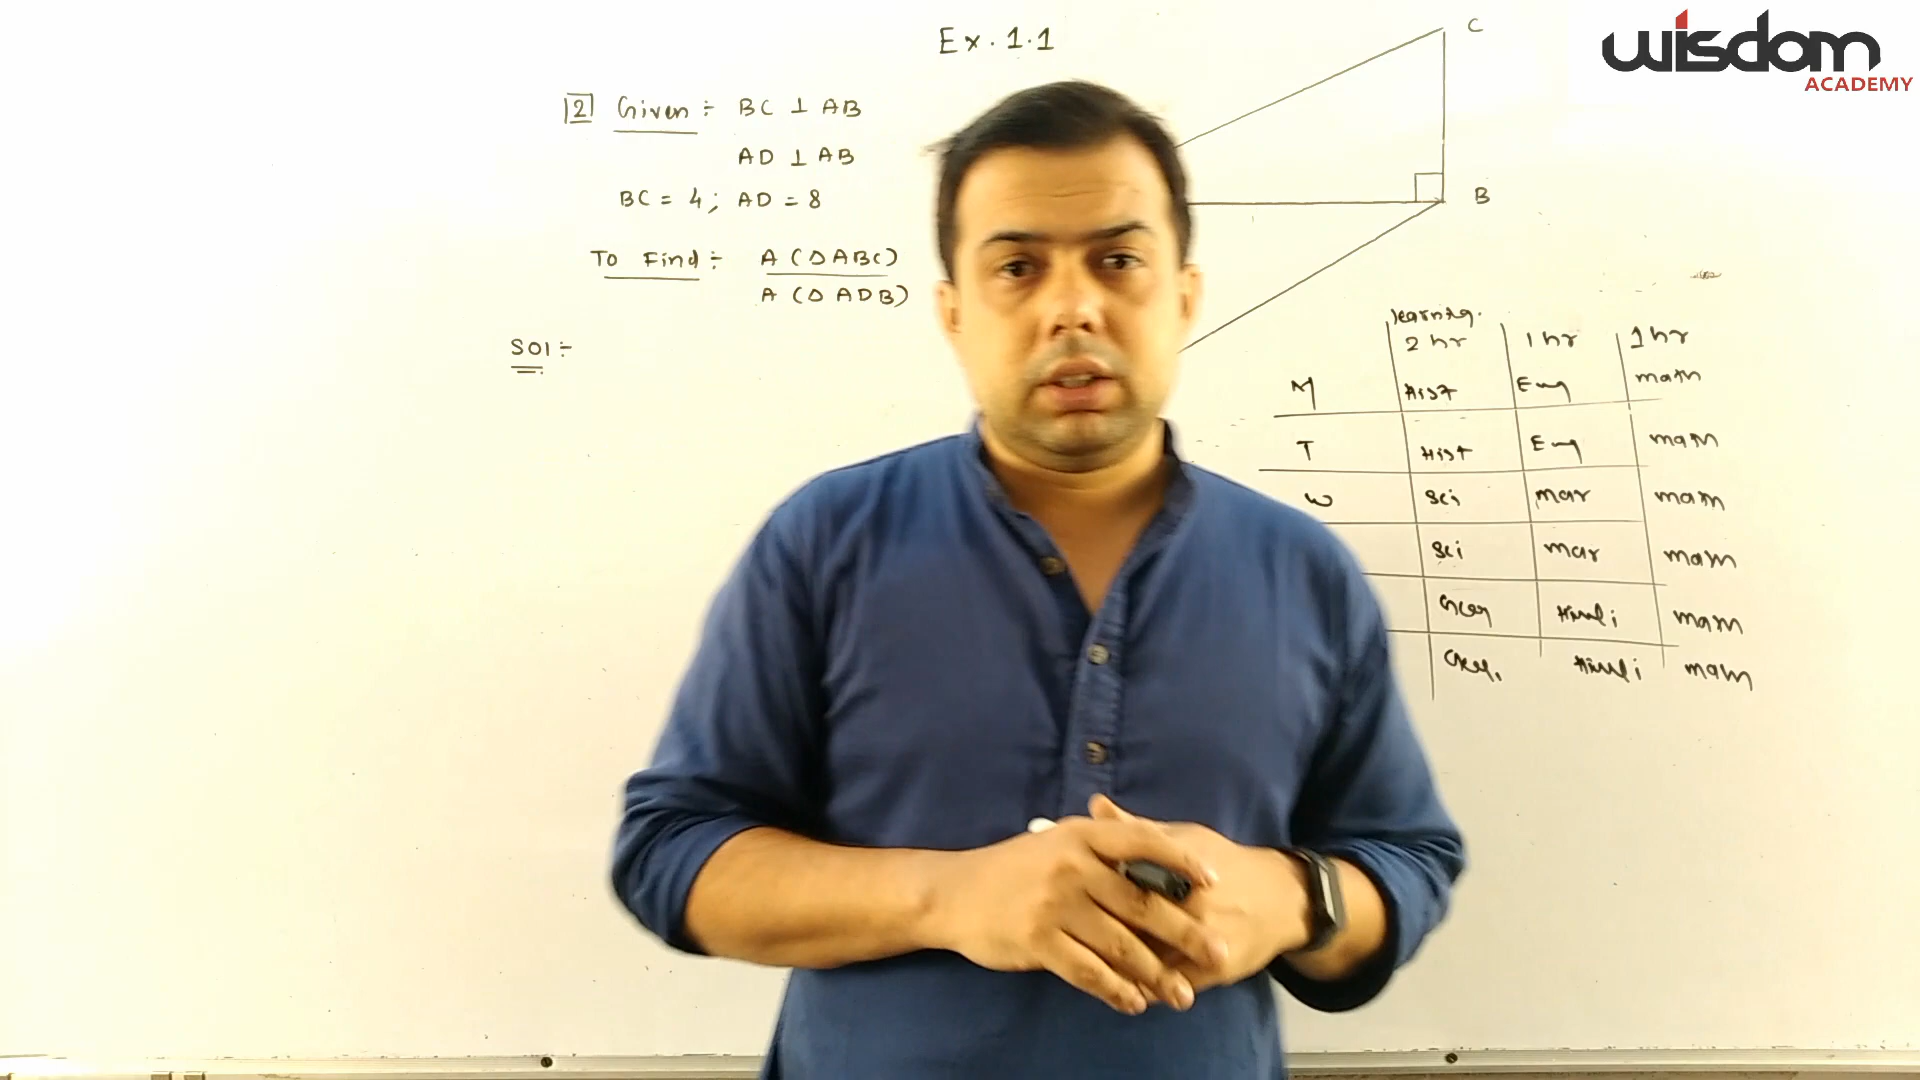 wisdom
ACADEMY
Ex. 1.1
2 Given :- BC ⊥ AB
AD ⊥ AB
BC = 4; AD = 8
To Find :- A (Δ ABC)
A (Δ ADB)
Sol :-
C
B
learning.
2 hr 1 hr 1 hr
M Hist Eng math
T Hist Eng math
W Sci mar math
Sci mar math
Hindi math
Hindi math